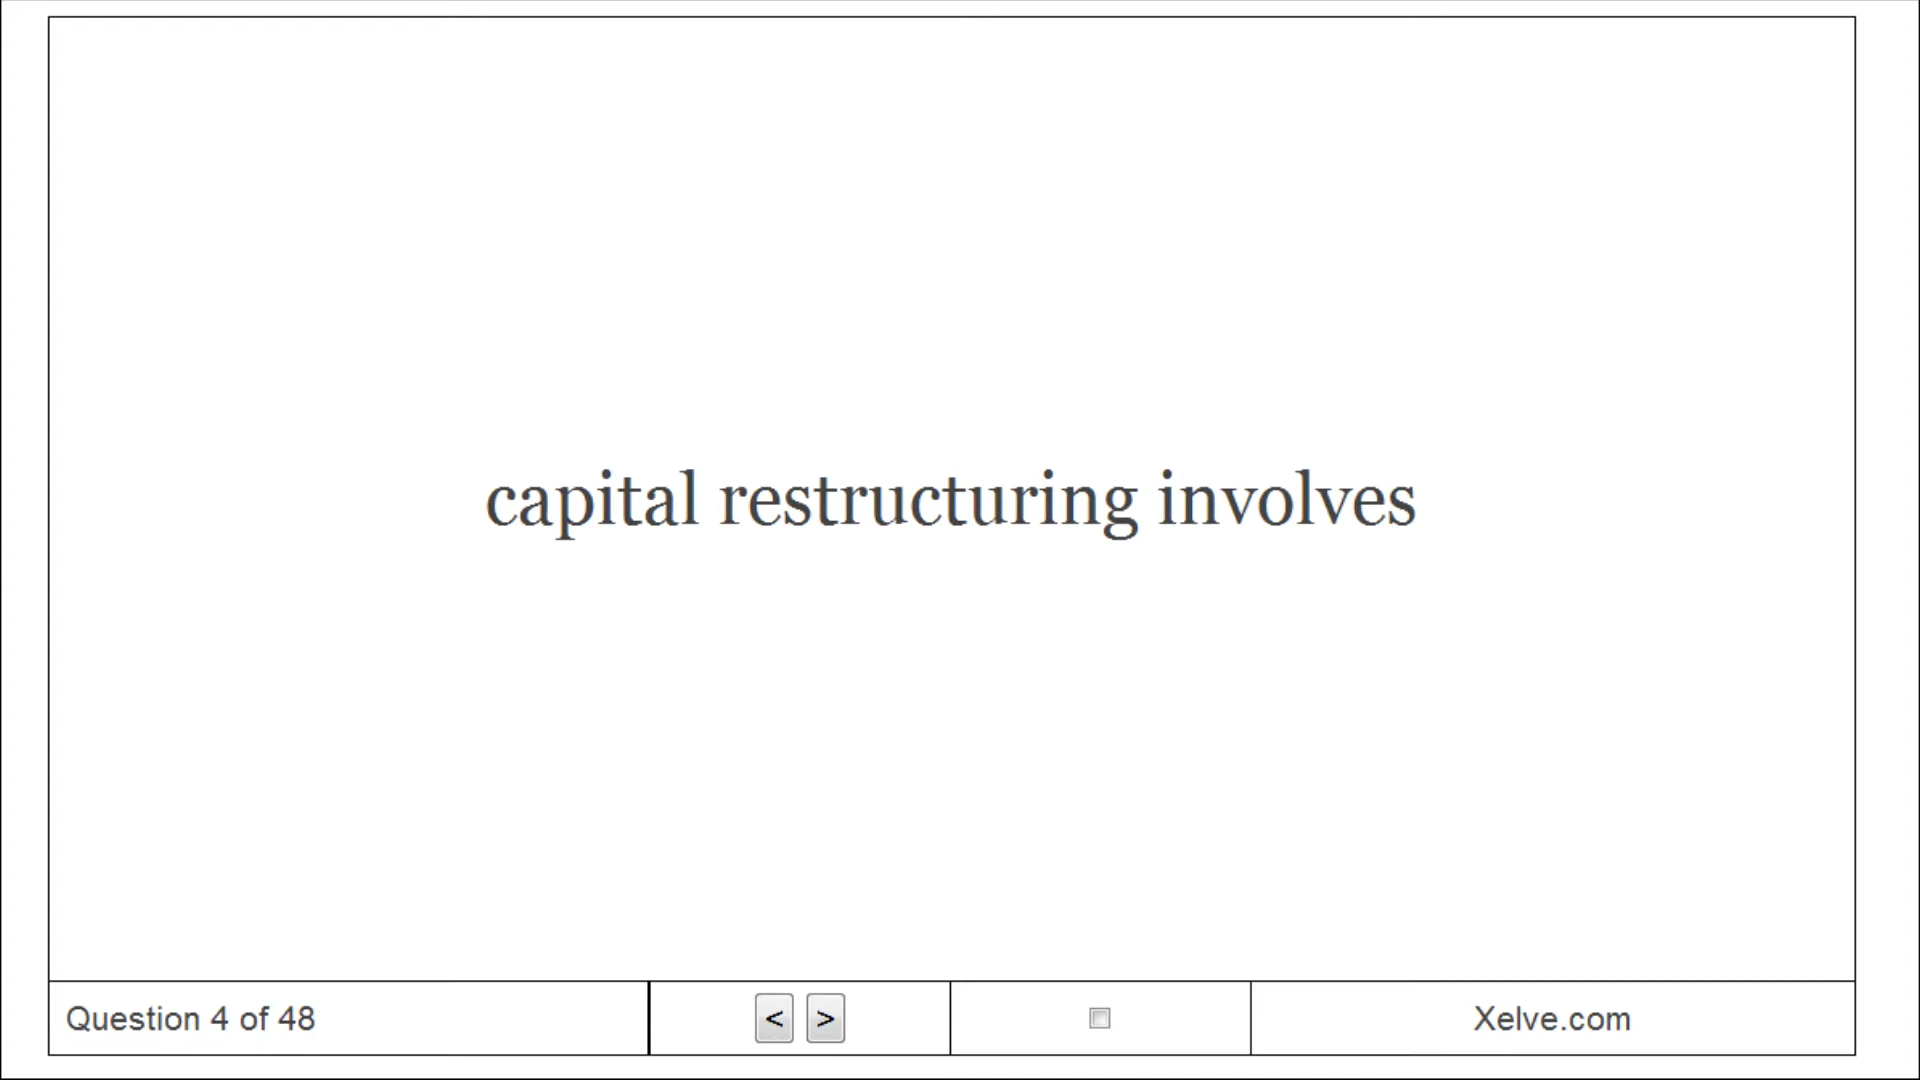 capital restructuring involves
Question 4 of 48
< >
Xelve.com